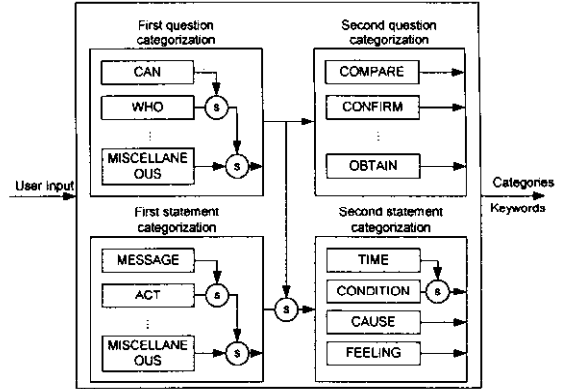 First question
categorization
CAN
WHO
s
⋮
MISCELLANE
OUS
s
Second question
categorization
COMPARE
CONFIRM
⋮
OBTAIN
User input
Categories
Keywords
First statement
categorization
MESSAGE
ACT
s
⋮
MISCELLANE
OUS
s
s
Second statement
categorization
TIME
CONDITION
s
CAUSE
FEELING